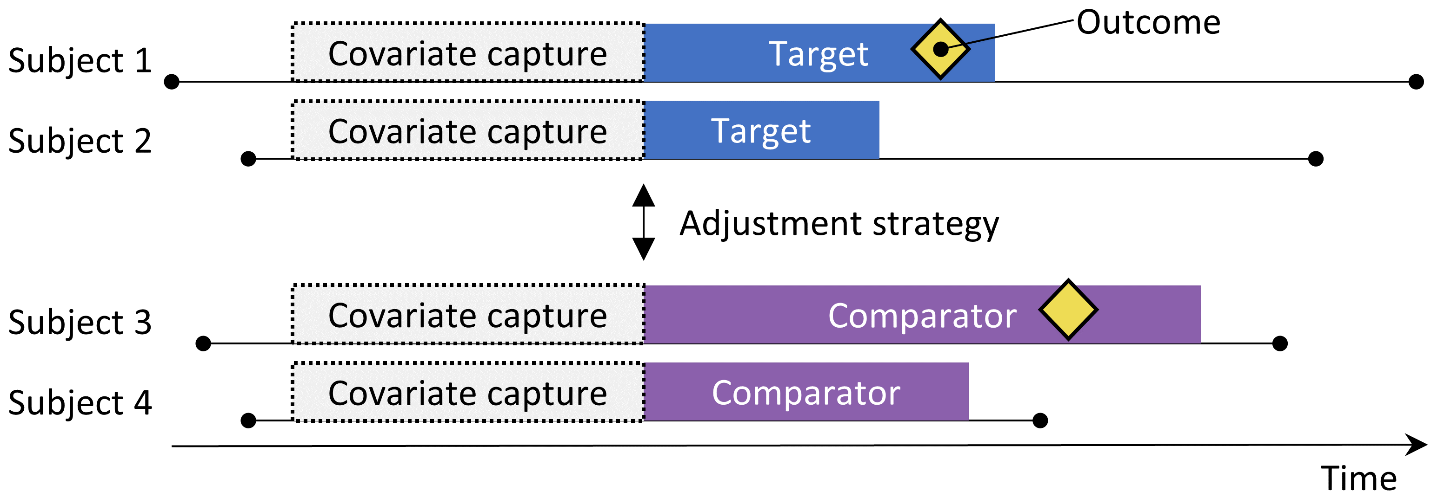 Outcome
Subject 1
Covariate capture
Target
Subject 2
Covariate capture
Target
Adjustment strategy
Subject 3
Covariate capture
Comparator
Subject 4
Covariate capture
Comparator
Time